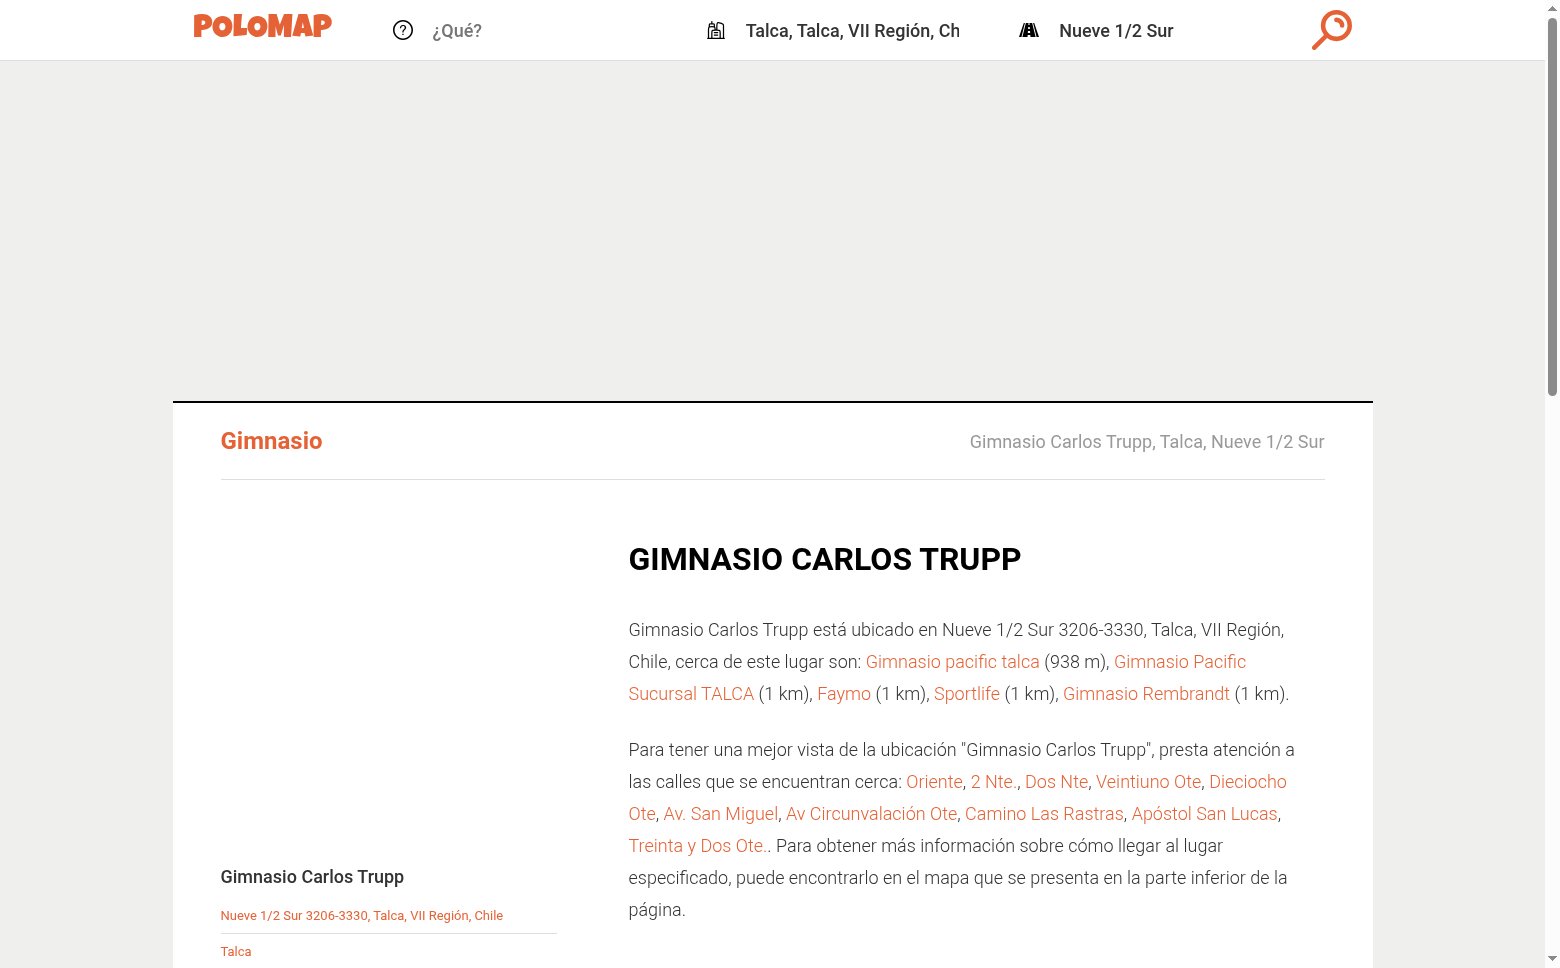 POLOMAP ¿Qué? Talca, Talca, VII Región, Ch Nueve 1/2 Sur
Gimnasio
Gimnasio Carlos Trupp, Talca, Nueve 1/2 Sur
GIMNASIO CARLOS TRUPP
Gimnasio Carlos Trupp está ubicado en Nueve 1/2 Sur 3206-3330, Talca, VII Región,
Chile, cerca de este lugar son: Gimnasio pacific talca (938 m), Gimnasio Pacific
Sucursal TALCA (1 km), Faymo (1 km), Sportlife (1 km), Gimnasio Rembrandt (1 km).
Para tener una mejor vista de la ubicación "Gimnasio Carlos Trupp", presta atención a
las calles que se encuentran cerca: Oriente, 2 Nte., Dos Nte, Veintiuno Ote, Dieciocho
Ote, Av. San Miguel, Av Circunvalación Ote, Camino Las Rastras, Apóstol San Lucas,
Treinta y Dos Ote.. Para obtener más información sobre cómo llegar al lugar
especificado, puede encontrarlo en el mapa que se presenta en la parte inferior de la
página.
Gimnasio Carlos Trupp
Nueve 1/2 Sur 3206-3330, Talca, VII Región, Chile
Talca